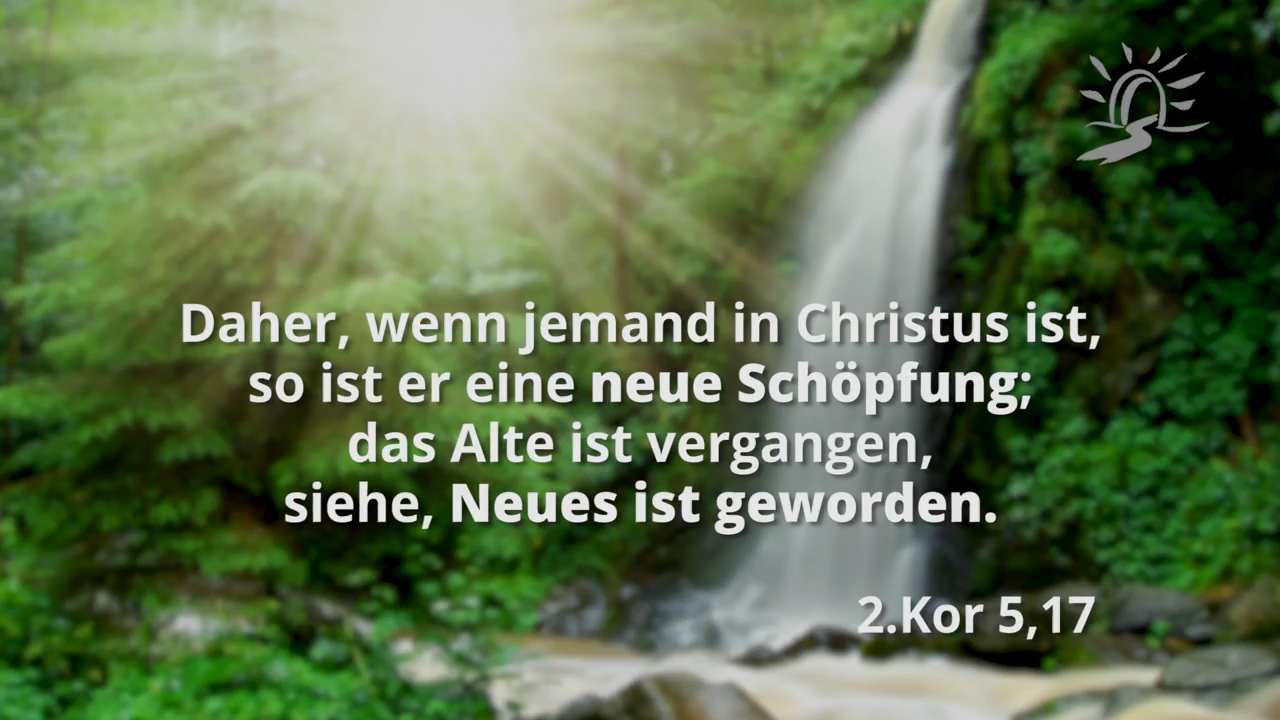 Daher, wenn jemand in Christus ist,
so ist er eine neue Schöpfung;
das Alte ist vergangen,
siehe, Neues ist geworden.
2.Kor 5,17